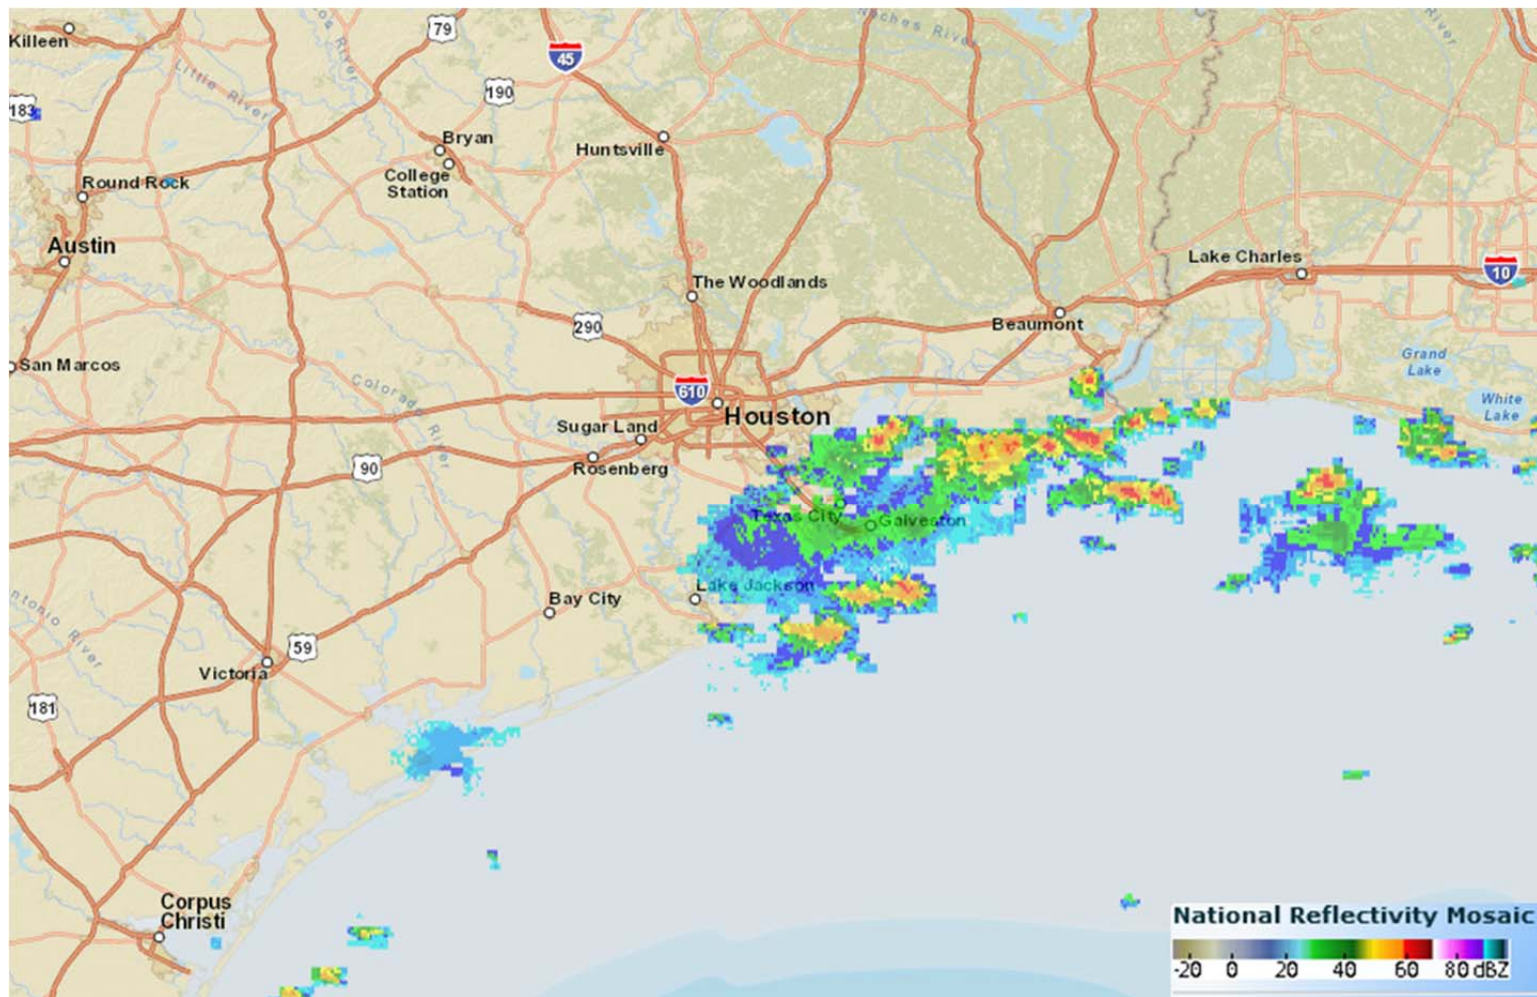 Killeen
79
45
Neches River
River
Little River
190
183
Bryan
Huntsville
College
Station
Round Rock
Austin
Lake Charles
10
The Woodlands
290
Beaumont
San Marcos
Grand
Lake
Colorado River
610
White
Lake
Houston
Sugar Land
90
Rosenberg
Texas City
Galveston
Lake Jackson
Bay City
59
Victoria
181
Corpus
Christi
National Reflectivity Mosaic
-20 0 20 40 60 80 dBZ